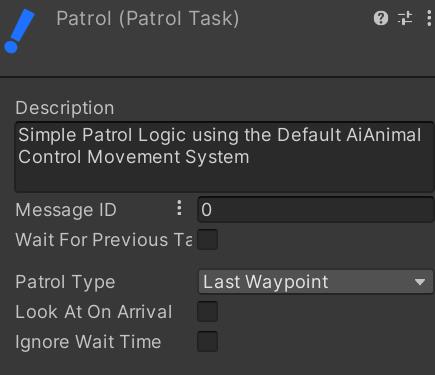 Patrol (Patrol Task)
Description
Simple Patrol Logic using the Default AiAnimal
Control Movement System
Message ID 0
Wait For Previous Ta
Patrol Type Last Waypoint
Look At On Arrival
Ignore Wait Time